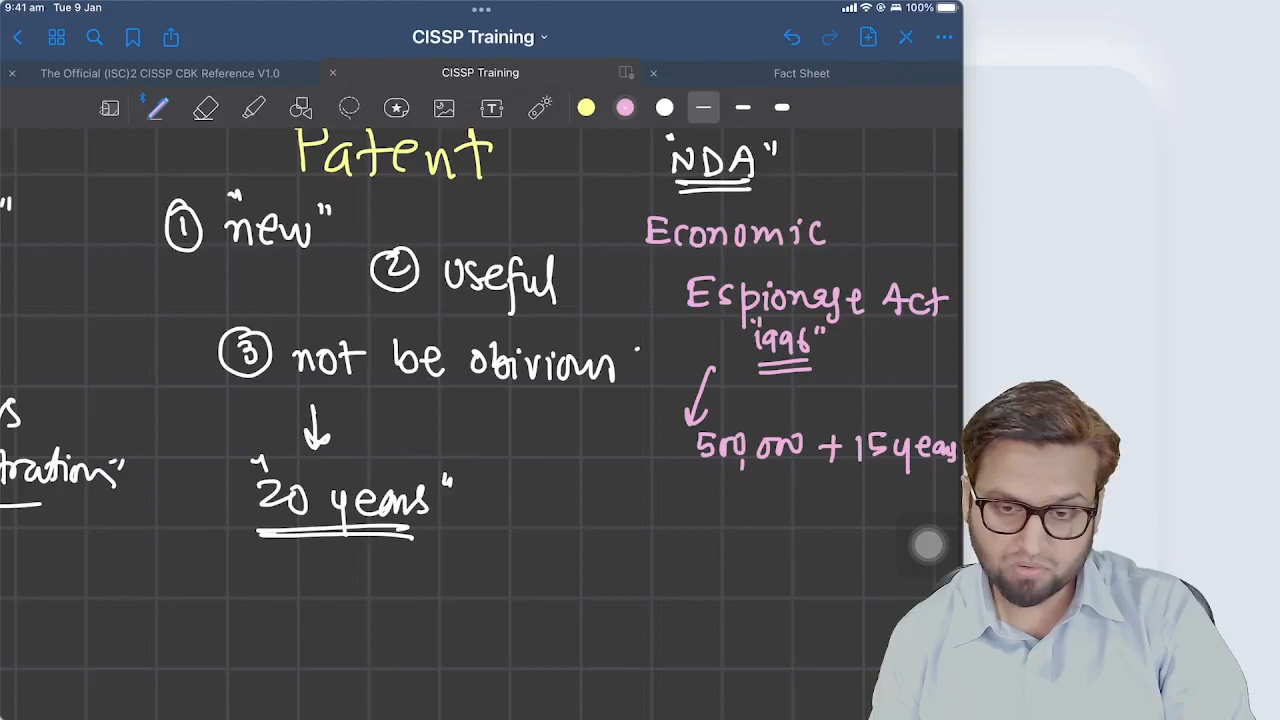 9:41 am Tue 9 Jan
100%
CISSP Training
The Official (ISC)2 CISSP CBK Reference V1.0
CISSP Training
Fact Sheet
Patent
① "new"
② useful
③ not be obivious
↓
"20 years"
"
s
tration"
"NDA"
Economic
Espionage Act
"1996"
500,000 + 15 years